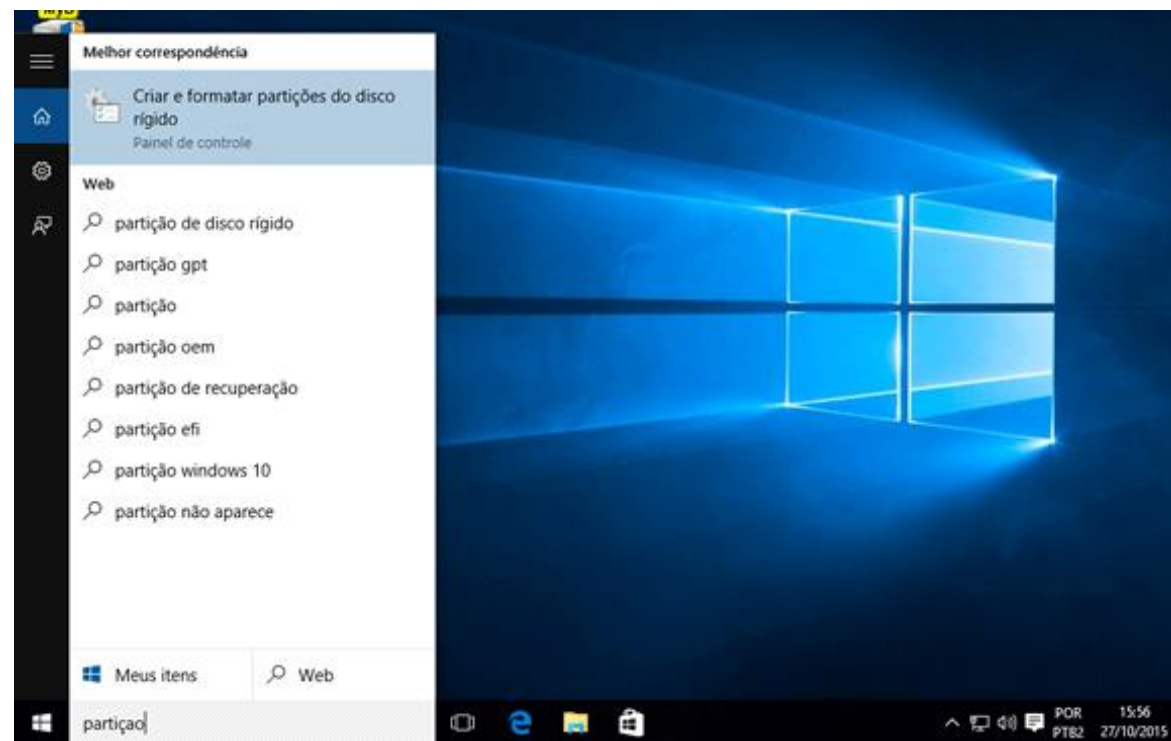 Melhor correspondência
Criar e formatar partições do disco
rígido
Painel de controle
Web
partição de disco rígido
partição gpt
partição
partição oem
partição de recuperação
partição efi
partição windows 10
partição não aparece
Meus itens
Web
partiçao
POR
PTB2
15:56
27/10/2015